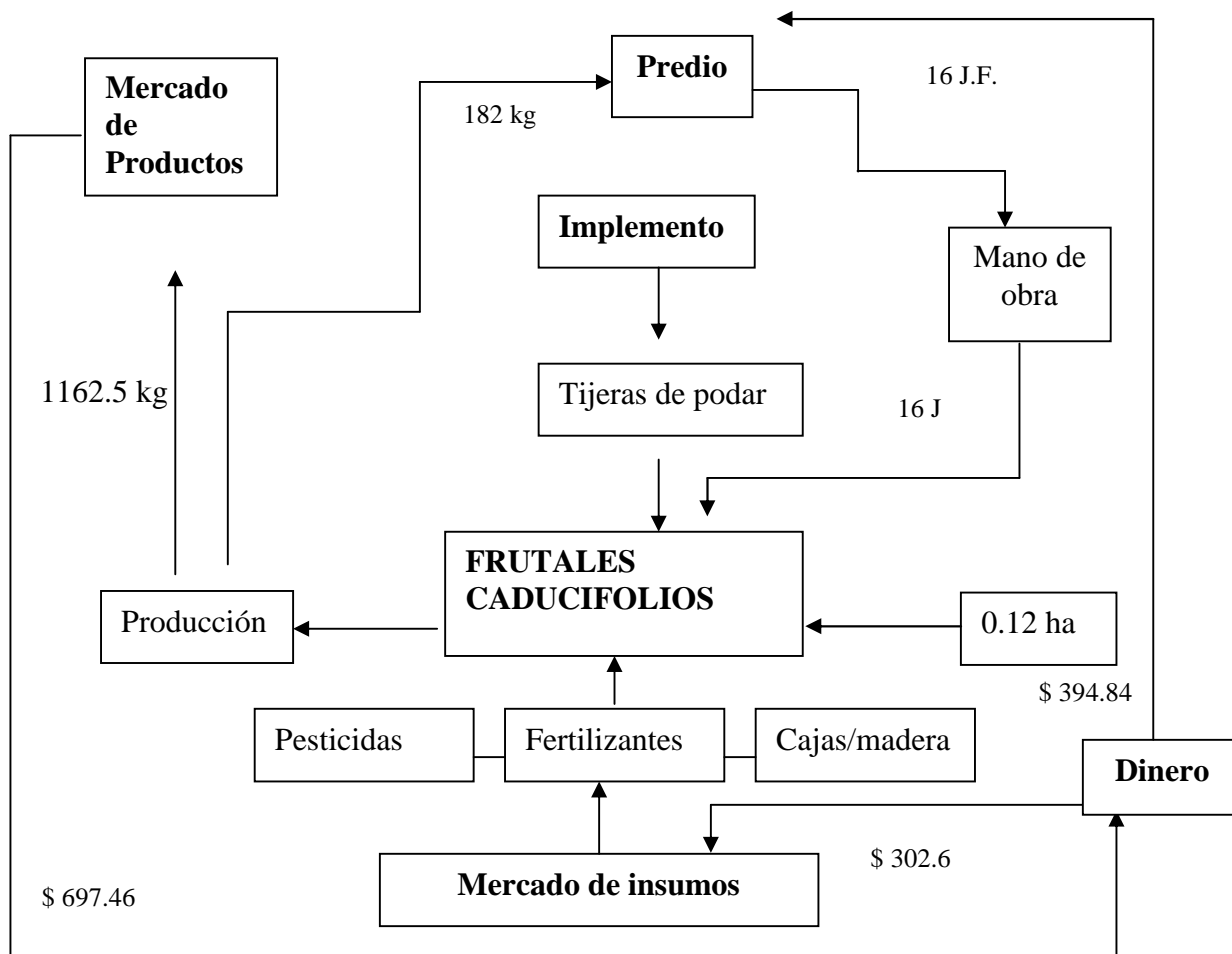 Predio
16 J.F.
Mercado
de
Productos
182 kg
Implemento
Mano de
obra
1162.5 kg
Tijeras de podar
16 J
FRUTALES
CADUCIFOLIOS
Producción
0.12 ha
$ 394.84
Pesticidas
Fertilizantes
Cajas/madera
Dinero
$ 302.6
Mercado de insumos
$ 697.46